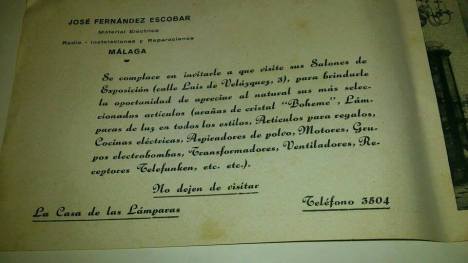 JOSÉ FERNÁNDEZ ESCOBAR
Material Eléctrico
Radio - Instalaciones y Reparaciones
MÁLAGA
Se complace en invitarle a que visite sus Salones de
Exposición (calle Luis de Velázquez, 3), para brindarle
la oportunidad de apreciar al natural sus más selec-
cionados artículos (arañas de cristal "Boheme", Lám-
paras de luz en todos los estilos, Artículos para regalos,
Cocinas eléctricas, Aspiradores de polvo, Motores, Gru-
pos electrobombas, Transformadores, Ventiladores, Re-
ceptores Telefunken, etc. etc.).
No dejen de visitar
La Casa de las Lámparas Teléfono 3504